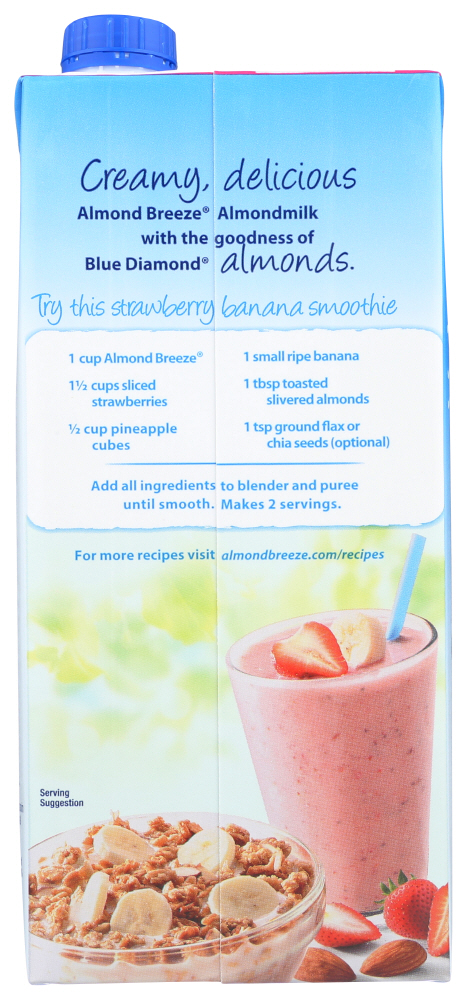 Creamy, delicious
Almond Breeze® Almondmilk
with the goodness of
Blue Diamond® almonds.
Try this strawberry banana smoothie
1 cup Almond Breeze®
1½ cups sliced
strawberries
½ cup pineapple
cubes
1 small ripe banana
1 tbsp toasted
slivered almonds
1 tsp ground flax or
chia seeds (optional)
Add all ingredients to blender and puree
until smooth. Makes 2 servings.
For more recipes visit almondbreeze.com/recipes
Serving
Suggestion